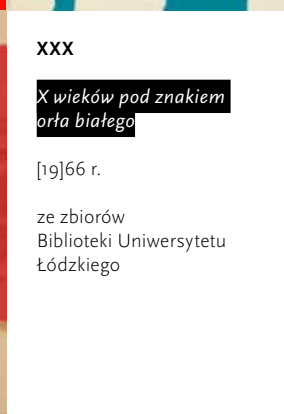 XXX
X wieków pod znakiem
orła białego
[19]66 r.
ze zbiorów
Biblioteki Uniwersytetu
Łódzkiego